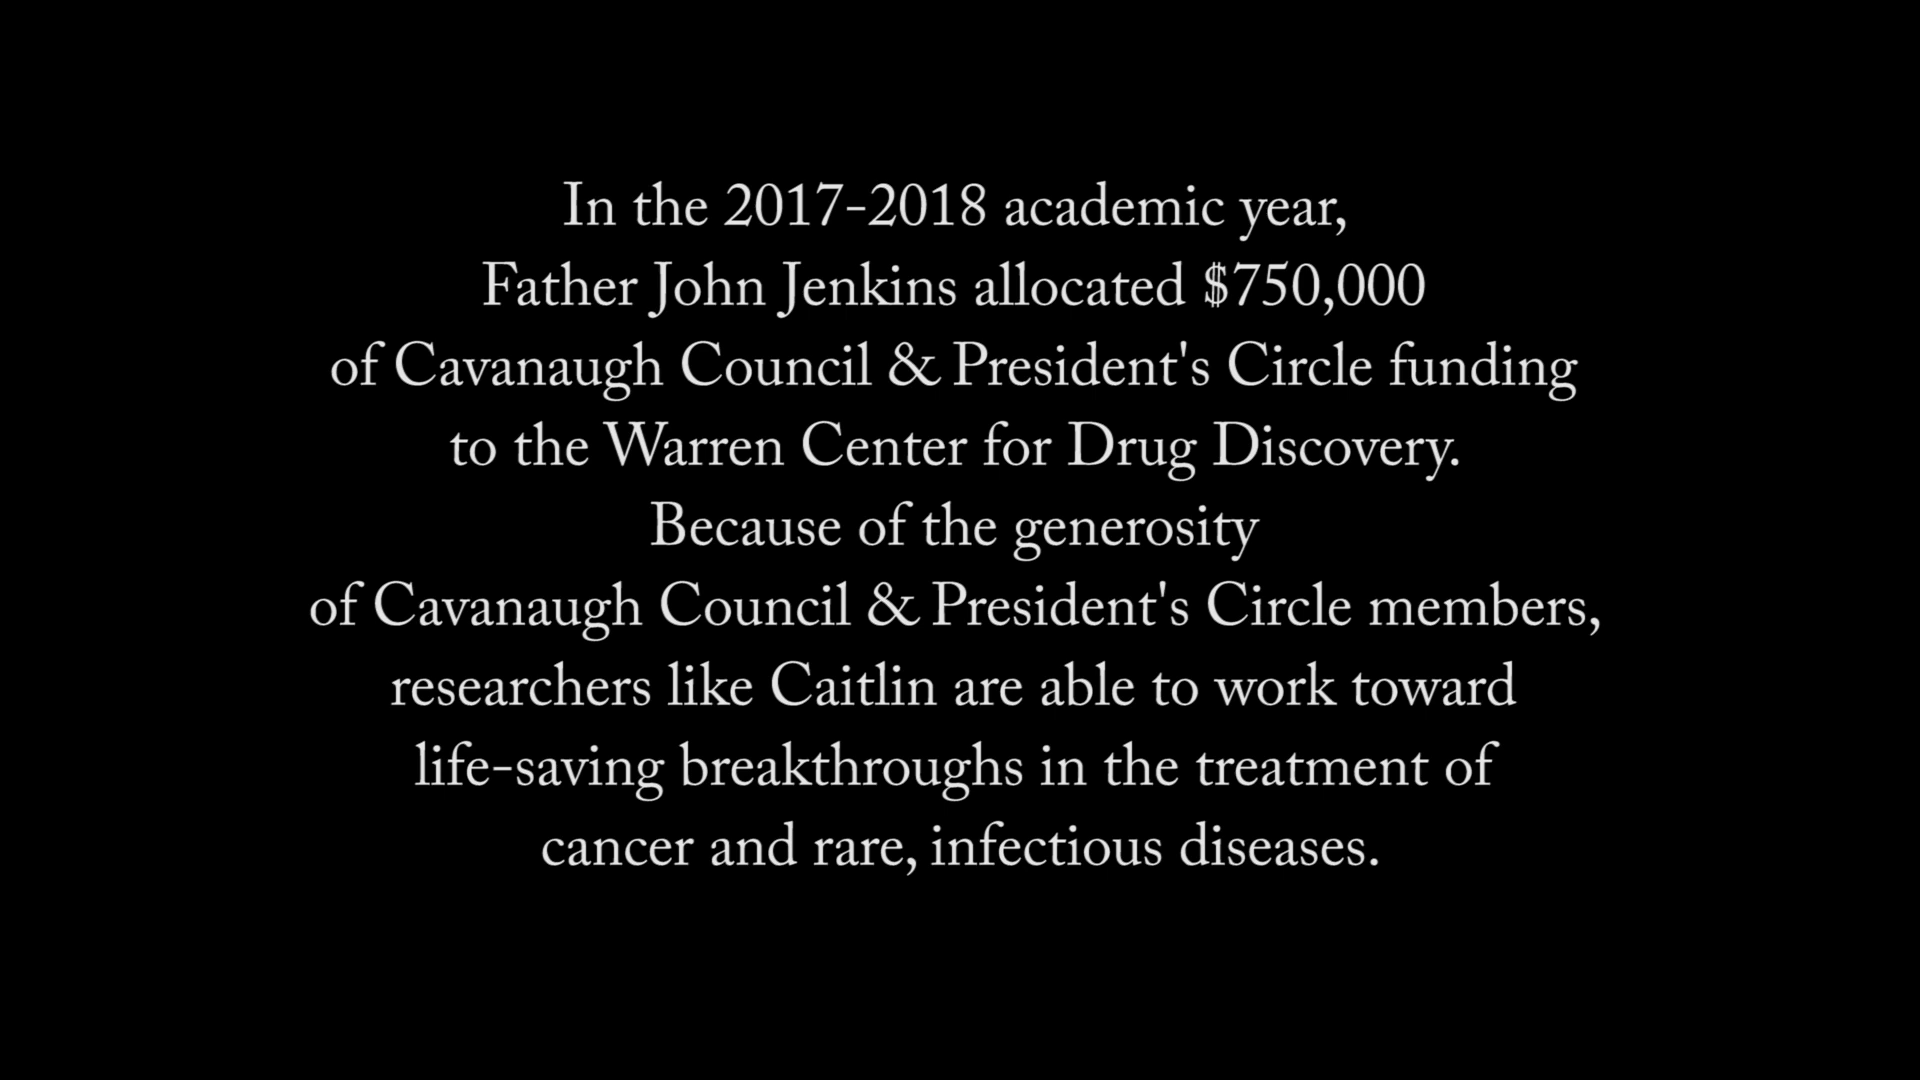 In the 2017-2018 academic year,
Father John Jenkins allocated $750,000
of Cavanaugh Council & President's Circle funding
to the Warren Center for Drug Discovery.
Because of the generosity
of Cavanaugh Council & President's Circle members,
researchers like Caitlin are able to work toward
life-saving breakthroughs in the treatment of
cancer and rare, infectious diseases.